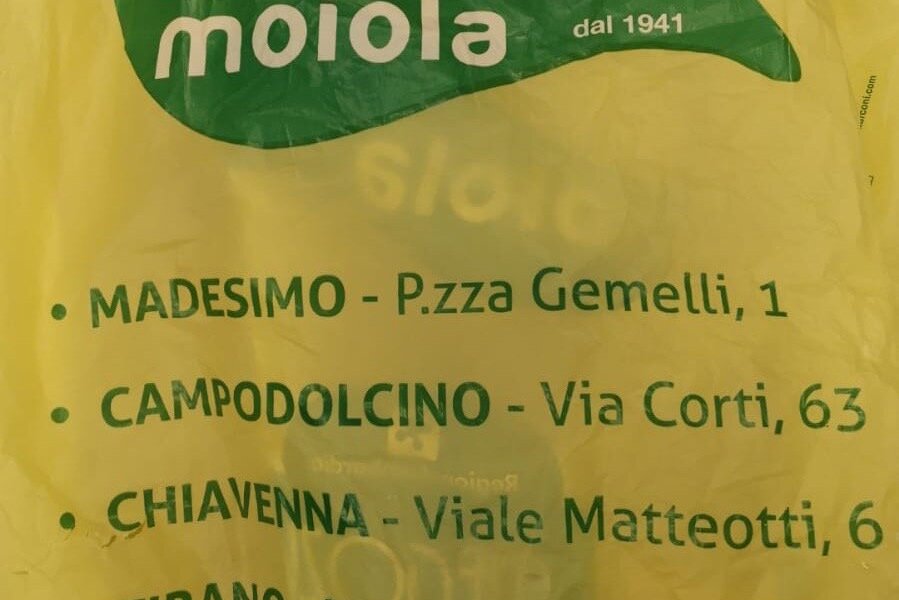 moiola
dal 1941
• MADESIMO - P.zza Gemelli, 1
• CAMPODOLCINO - Via Corti, 63
• CHIAVENNA - Viale Matteotti, 6